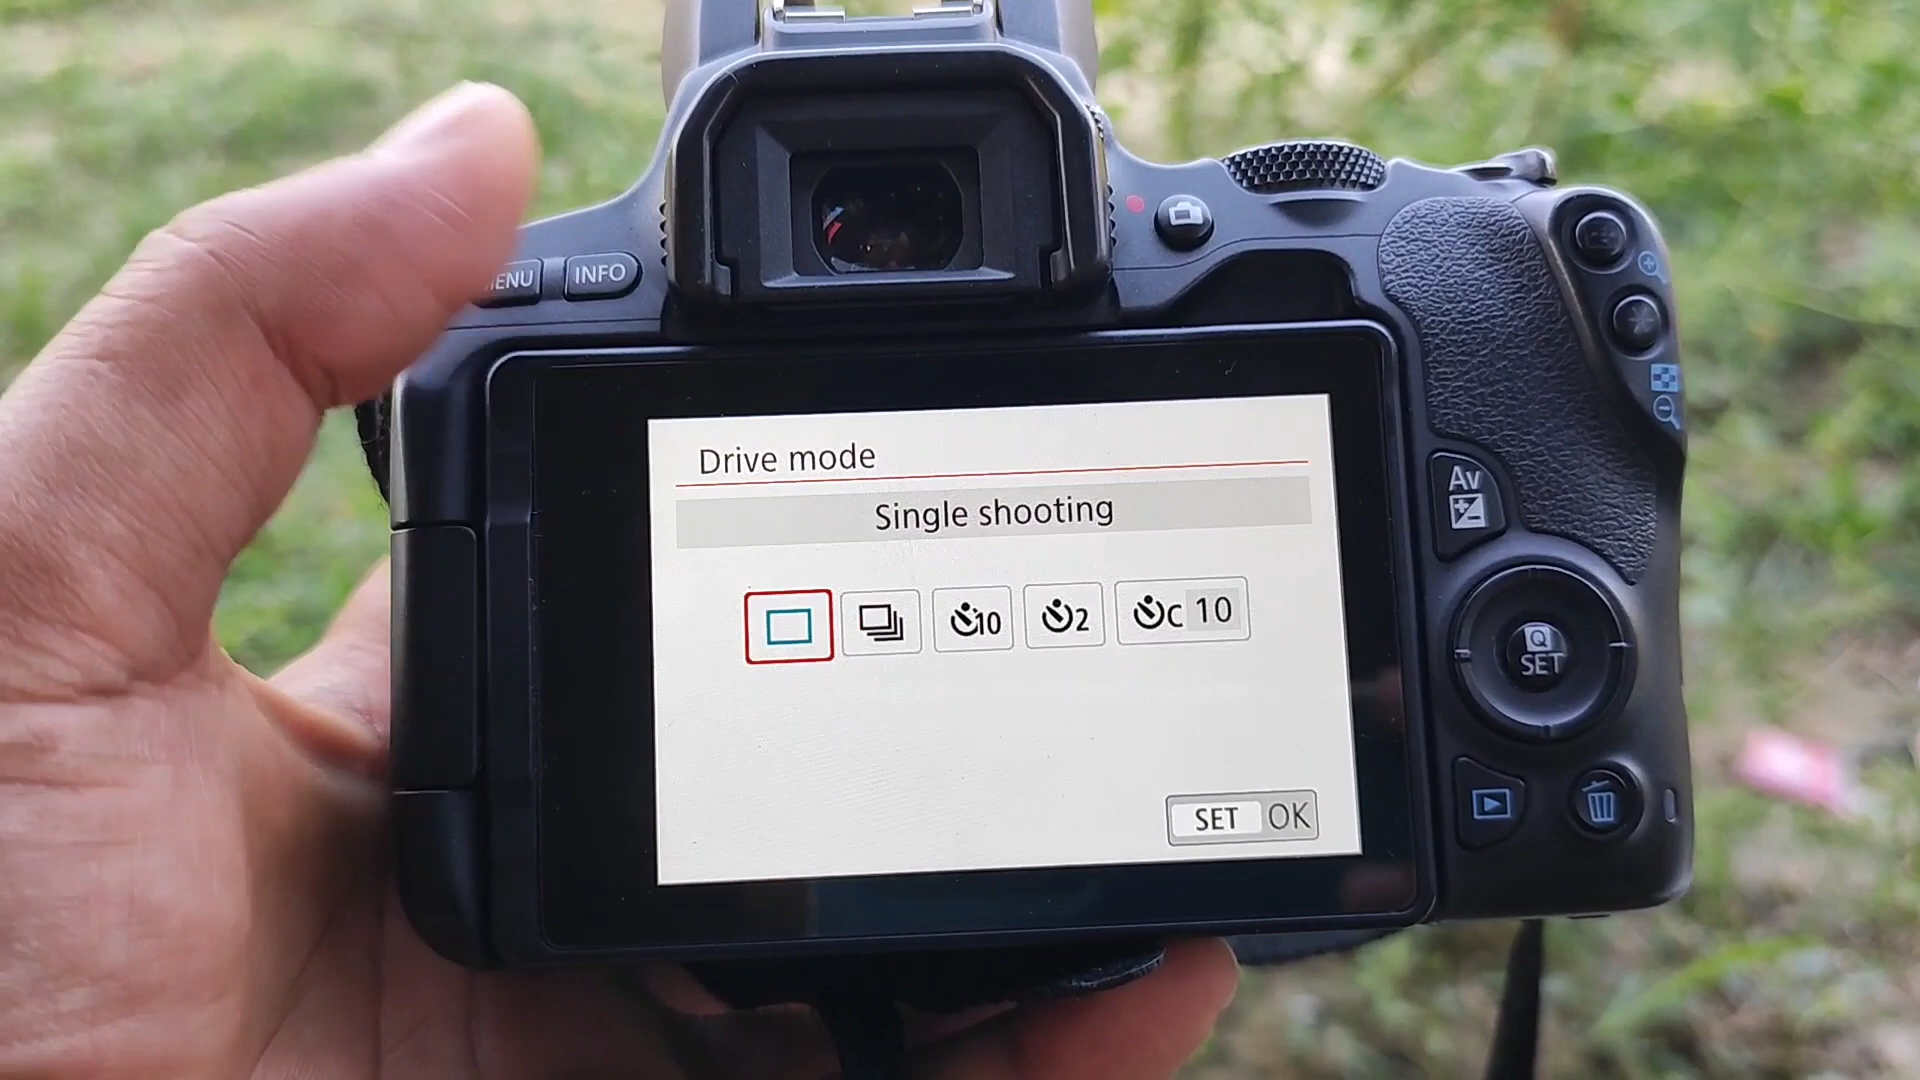 MENU INFO
Drive mode
Single shooting
10 2 C 10
SET OK
Av
Q
SET